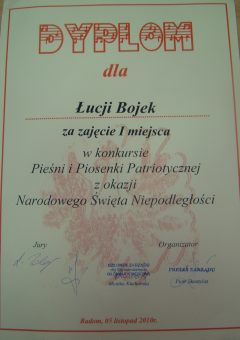 DYPLOM
dla
Łucji Bojek
za zajęcie I miejsca
w konkursie
Pieśni i Piosenki Patriotycznej
z okazji
Narodowego Święta Niepodległości
Jury
Organizator
Radom, 05 listopad 2010r.